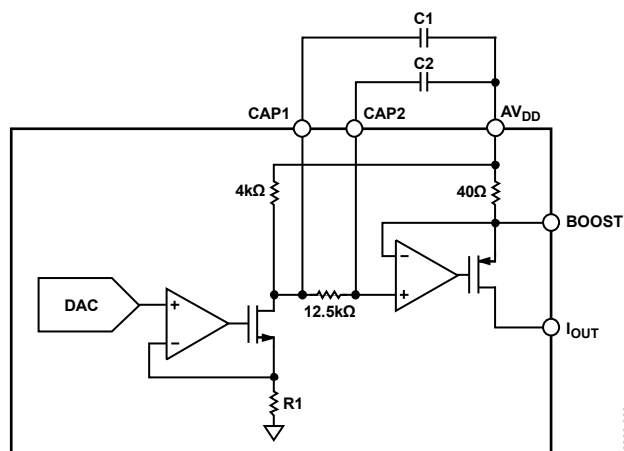 C1
C2
CAP1 CAP2 AVDD
4kΩ 40Ω
BOOST
DAC
+
−
−
+
12.5kΩ
IOUT
R1